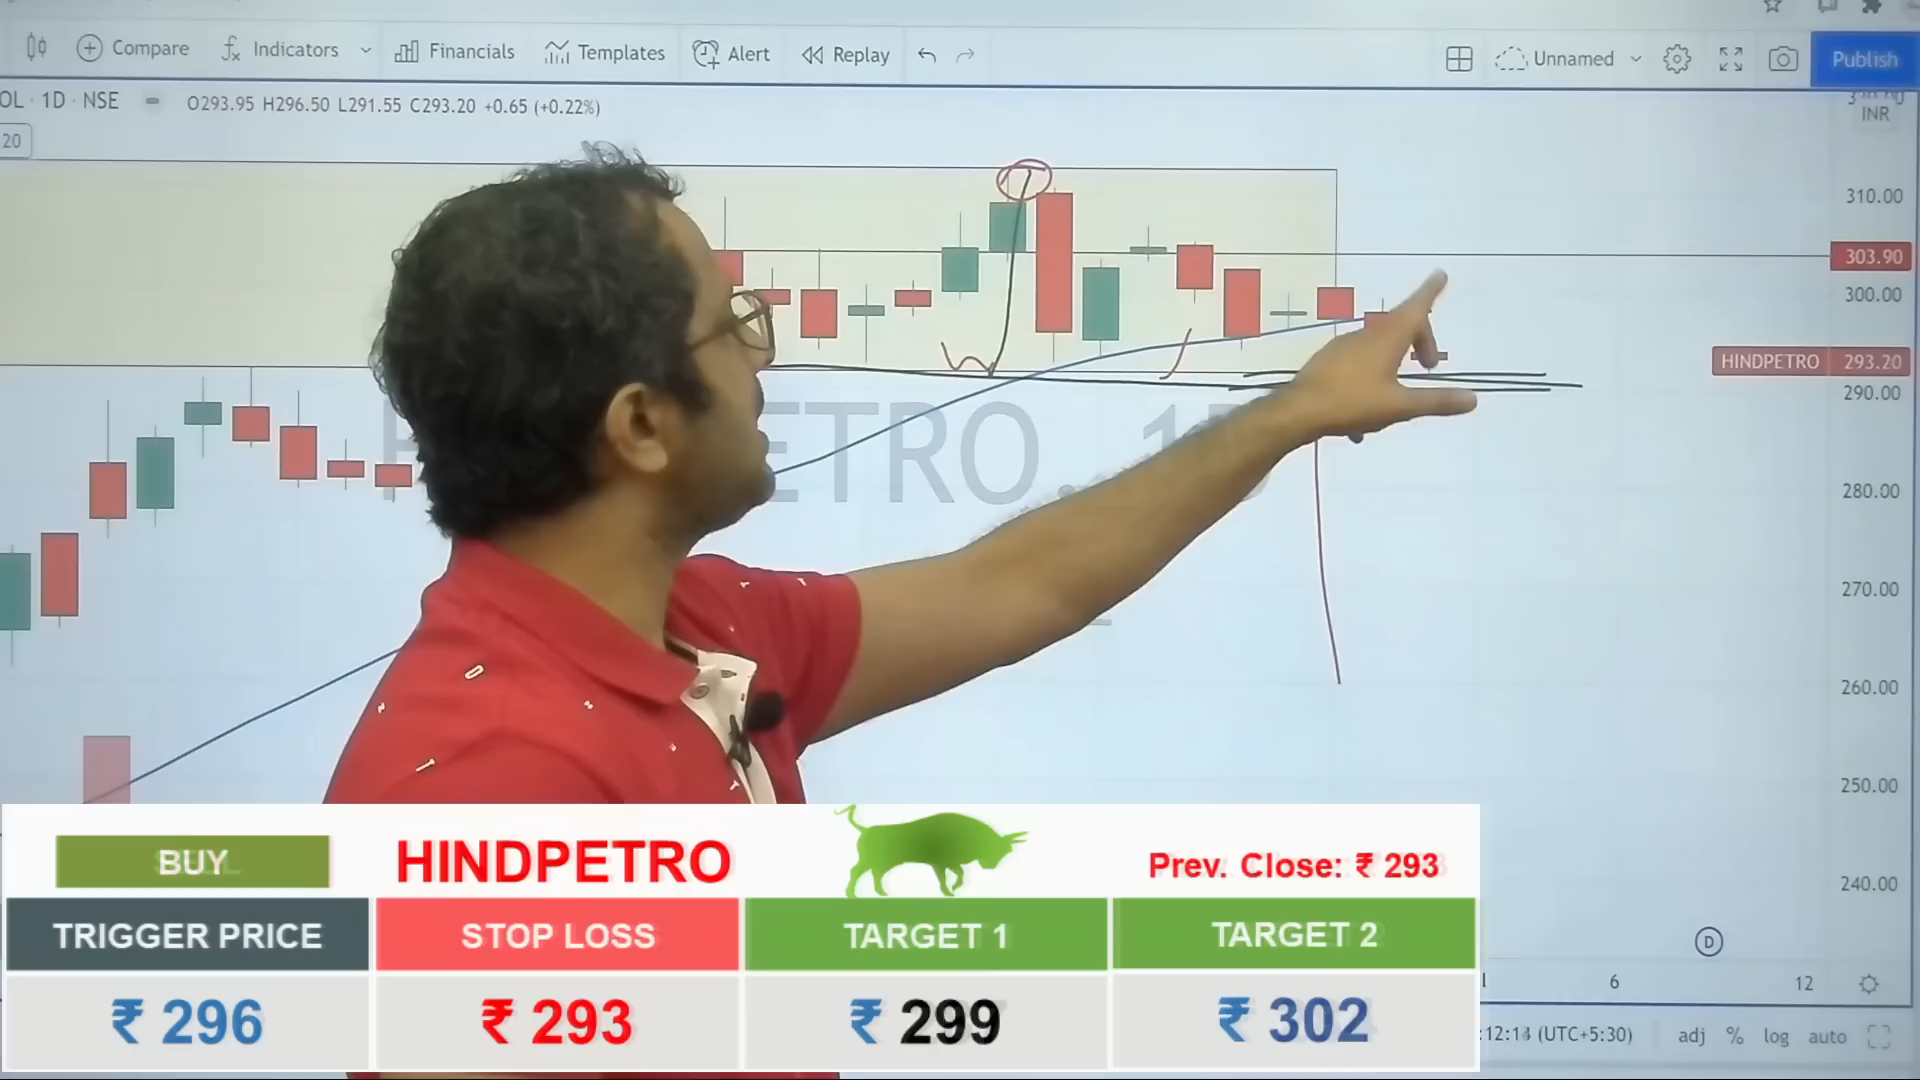 Compare Indicators Financials Templates Alert Replay Unnamed Publish
OL · 1D · NSE O293.95 H296.50 L291.55 C293.20 +0.65 (+0.22%)
INR
20
310.00
303.90
300.00
HINDPETRO 293.20
290.00
ETRO
280.00
270.00
260.00
250.00
240.00
D
6 12
:12:14 (UTC+5:30) adj % log auto
BUY HINDPETRO Prev. Close: ₹ 293
TRIGGER PRICE STOP LOSS TARGET 1 TARGET 2
₹ 296 ₹ 293 ₹ 299 ₹ 302